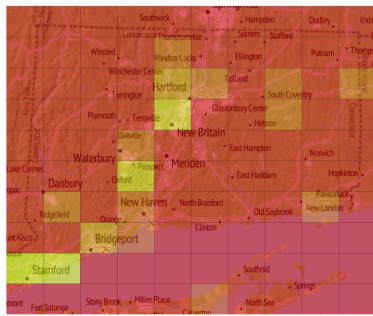 Southwick
Hampden
Dudley
Thompsonville
Somers
Stafford
Winsted
Windsor Locks
Ellington
Putnam
Winchester Center
Tolland
Hartford
Torrington
South Coventry
Glastonbury Center
Plymouth
Terryville
Hebron
New Britain
Oakville
East Hampton
Waterbury
Meriden
Norwich
Lake Carmel
Prospect
Danbury
Oxford
East Haddam
Hopkinton
New Haven
North Branford
Pawcatuck
Ridgefield
New London
Orange
Old Saybrook
Clinton
Bridgeport
Stamford
Southold
Springs
Stony Brook
Miller Place
Fort Salonga
North Sea
Calverton